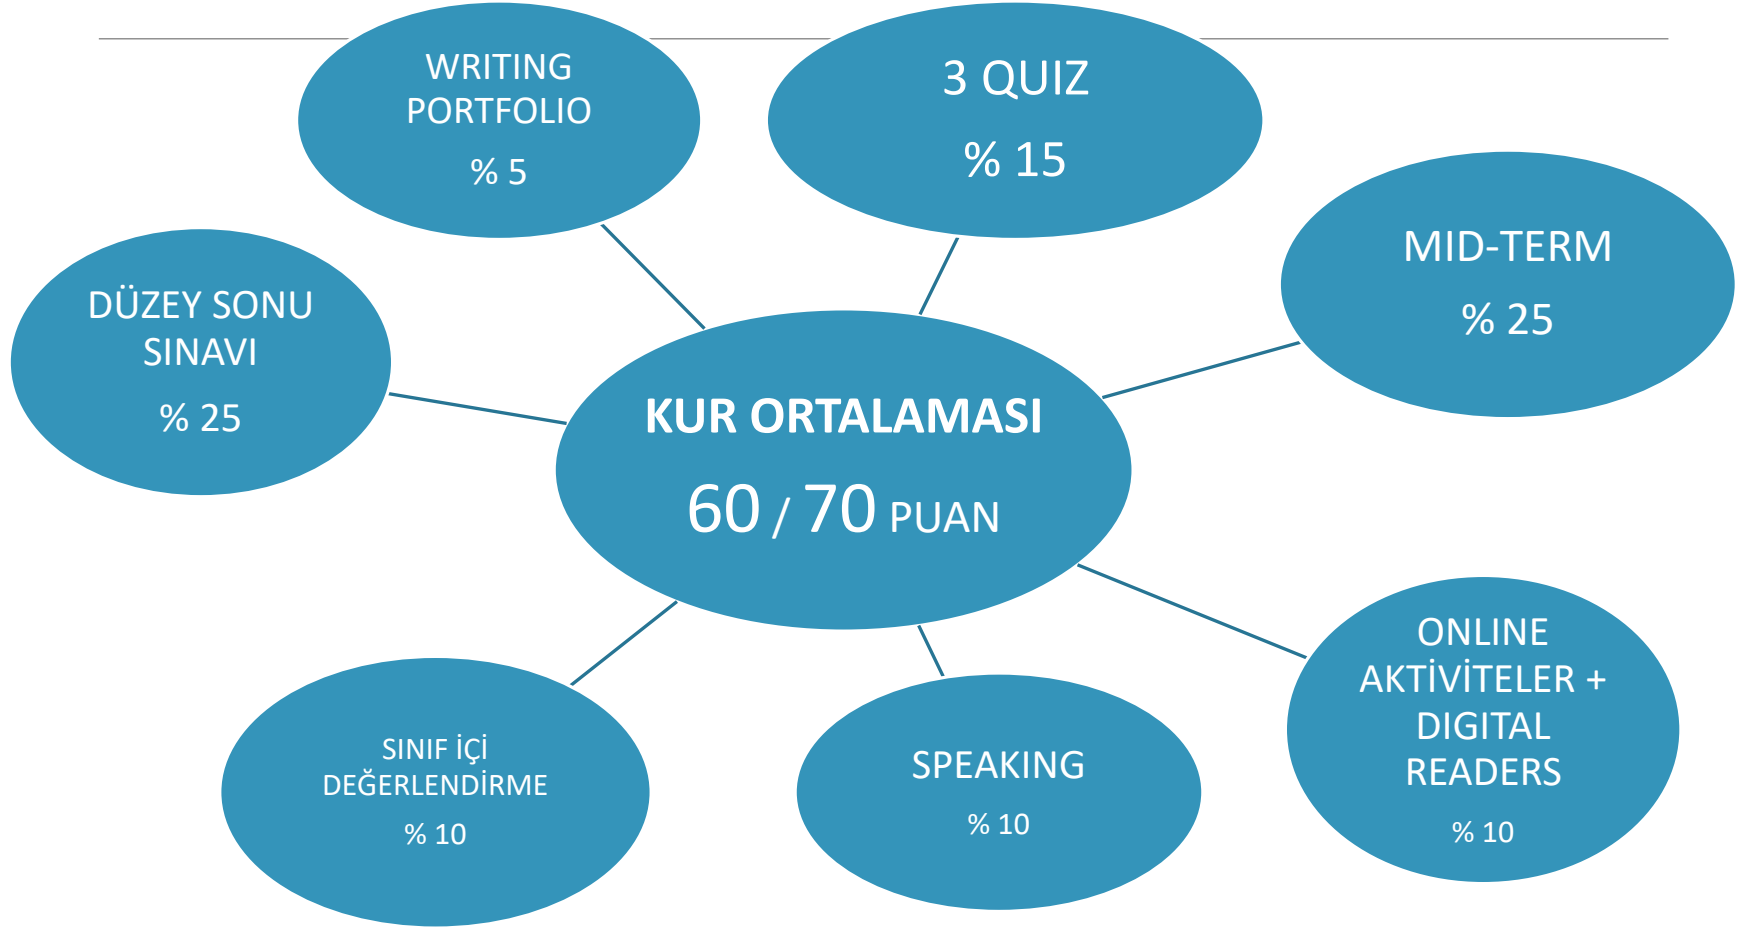 WRITING
PORTFOLIO
% 5
3 QUIZ
% 15
MID-TERM
% 25
DÜZEY SONU
SINAVI
% 25
KUR ORTALAMASI
60 / 70 PUAN
ONLINE
AKTİVİTELER +
DIGITAL
READERS
% 10
SPEAKING
% 10
SINIF İÇİ
DEĞERLENDİRME
% 10